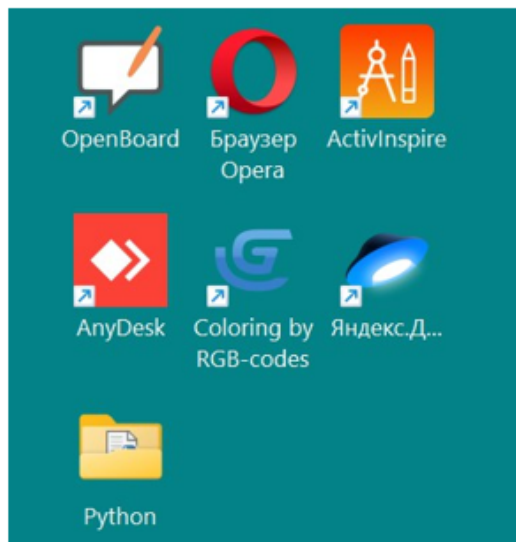 OpenBoard
Браузер
Opera
ActivInspire
AnyDesk
Coloring by
RGB-codes
Яндекс.Д...
Python